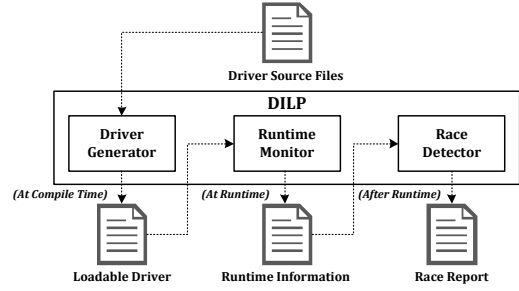 Driver Source Files
DILP
Driver
Generator
Runtime
Monitor
Race
Detector
(At Compile Time)
(At Runtime)
(After Runtime)
Loadable Driver
Runtime Information
Race Report